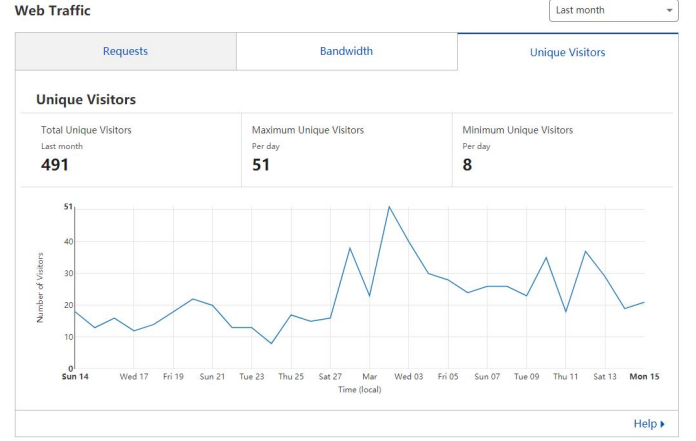 Web Traffic
Last month
Requests
Bandwidth
Unique Visitors
Unique Visitors
Total Unique Visitors
Last month
491
Maximum Unique Visitors
Per day
51
Minimum Unique Visitors
Per day
8
51
40
30
20
10
0
Number of Visitors
Sun 14 Wed 17 Fri 19 Sun 21 Tue 23 Thu 25 Sat 27 Mar Wed 03 Fri 05 Sun 07 Tue 09 Thu 11 Sat 13 Mon 15
Time (local)
Help